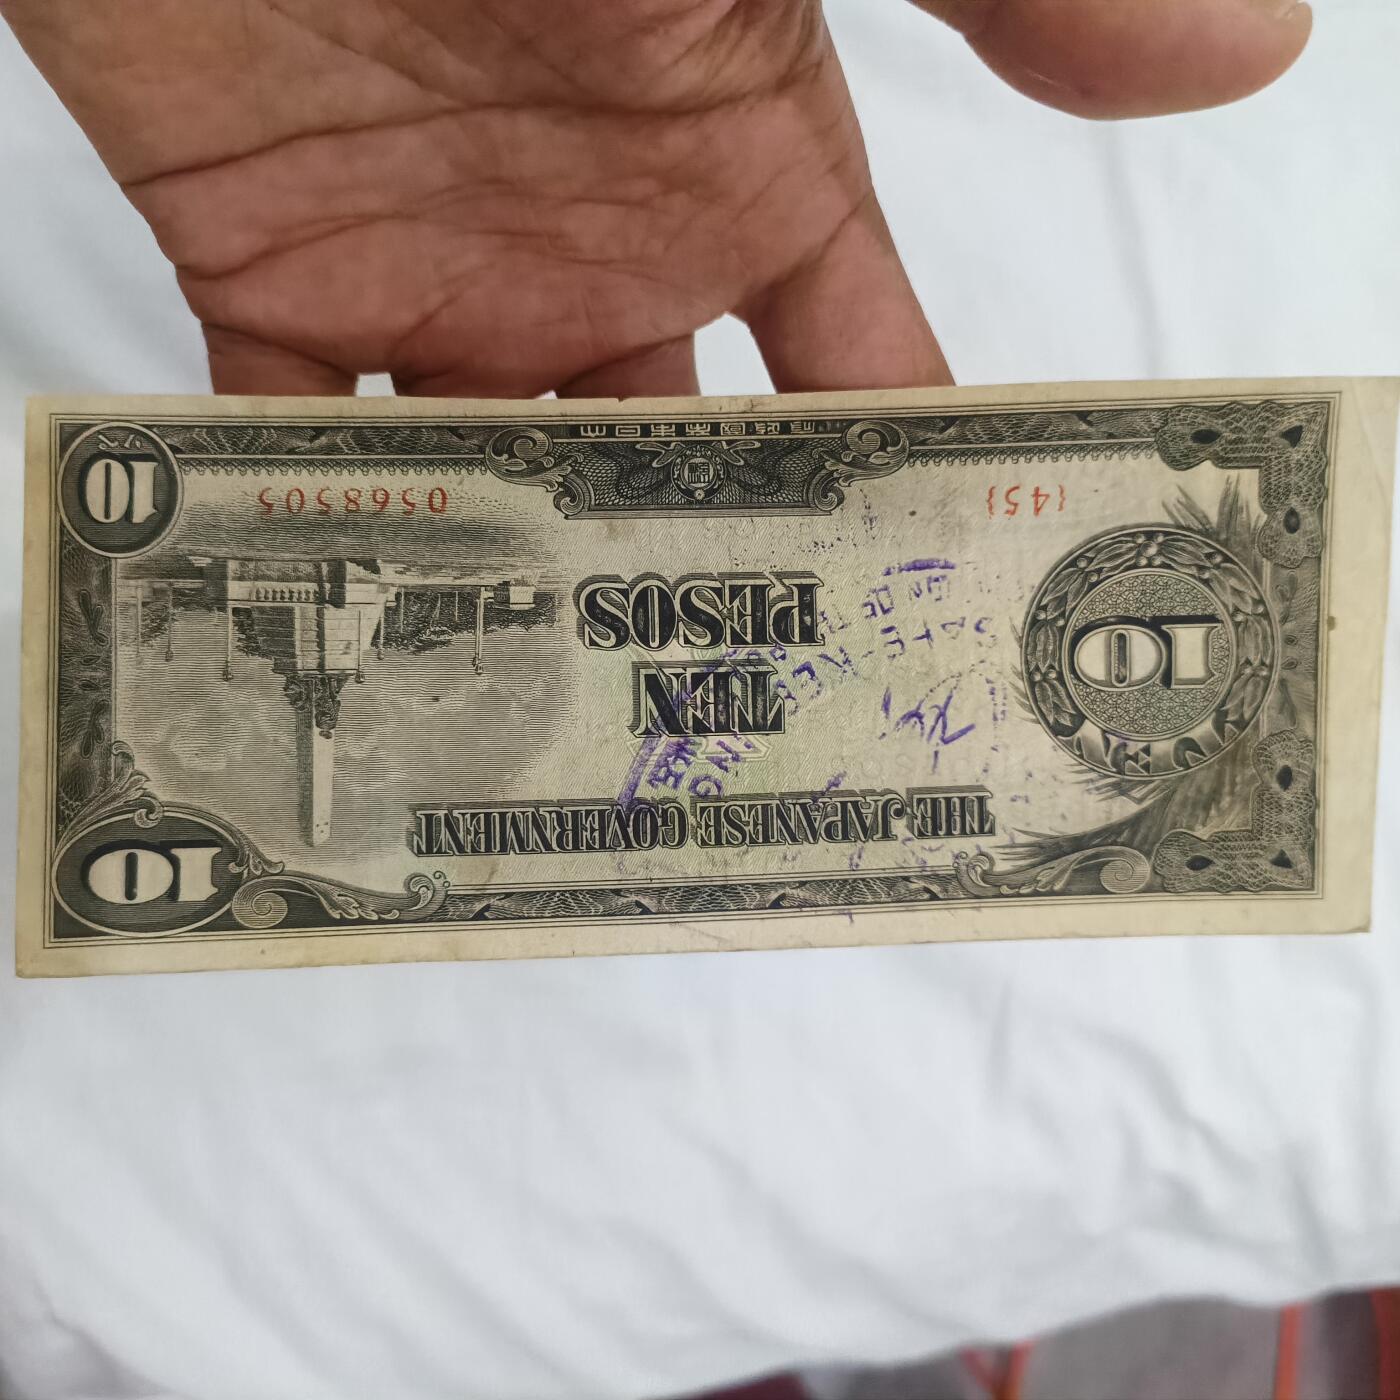 THE JAPANESE GOVERNMENT
10
TEN
10
PESOS
{45}
0568505
10
大日本帝國政府